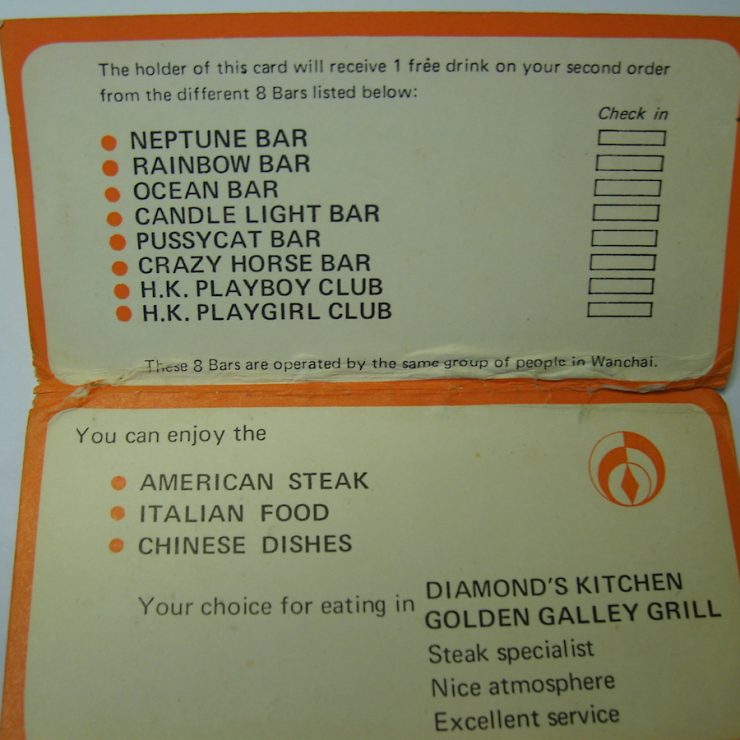 The holder of this card will receive 1 free drink on your second order
from the different 8 Bars listed below:
Check in
NEPTUNE BAR
RAINBOW BAR
OCEAN BAR
CANDLE LIGHT BAR
PUSSYCAT BAR
CRAZY HORSE BAR
H.K. PLAYBOY CLUB
H.K. PLAYGIRL CLUB
These 8 Bars are operated by the same group of people in Wanchai.
You can enjoy the
AMERICAN STEAK
ITALIAN FOOD
CHINESE DISHES
Your choice for eating in DIAMOND'S KITCHEN
GOLDEN GALLEY GRILL
Steak specialist
Nice atmosphere
Excellent service